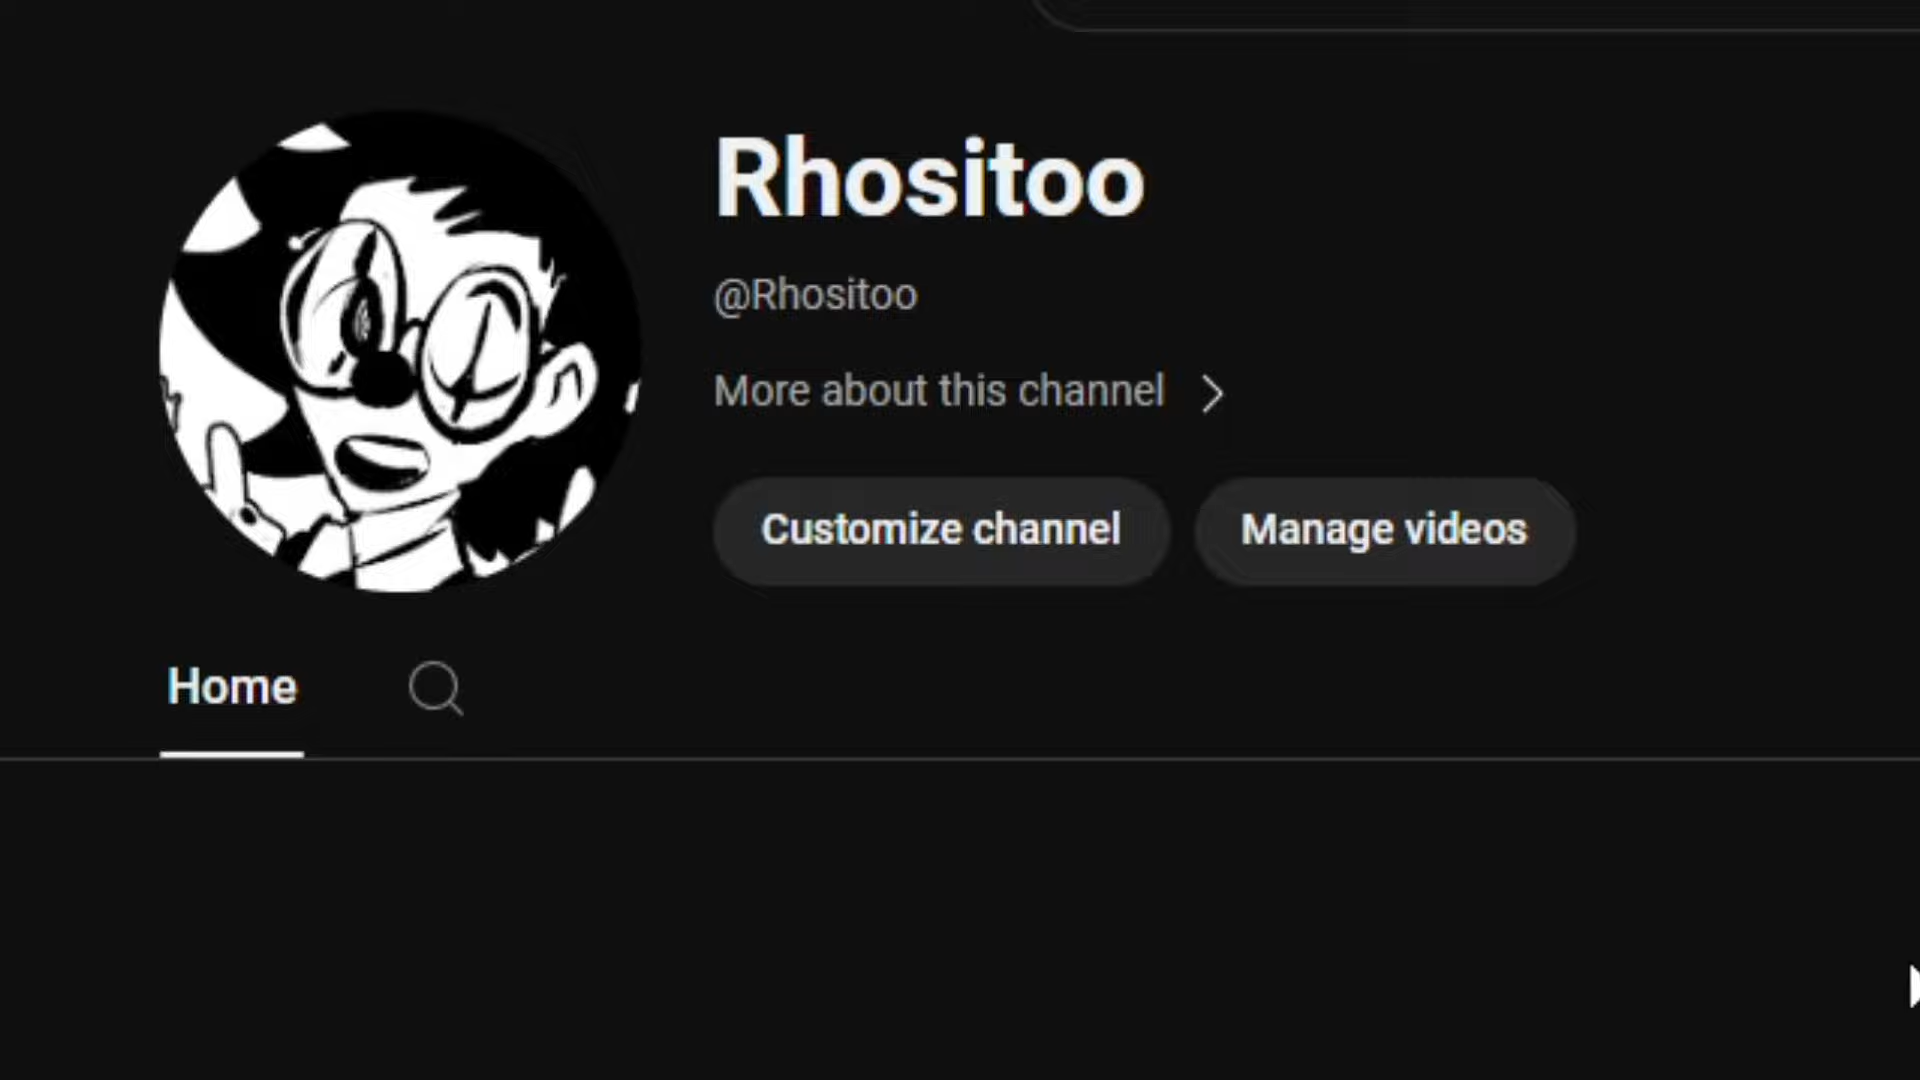 Rhositoo
@Rhositoo
More about this channel
Customize channel
Manage videos
Home